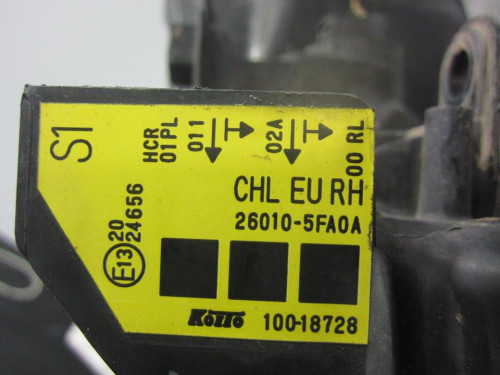 S1
HCR
01PL
011
02A
00 RL
CHL EU RH
26010-5FA0A
E13
20
24656
Koito
100-18728